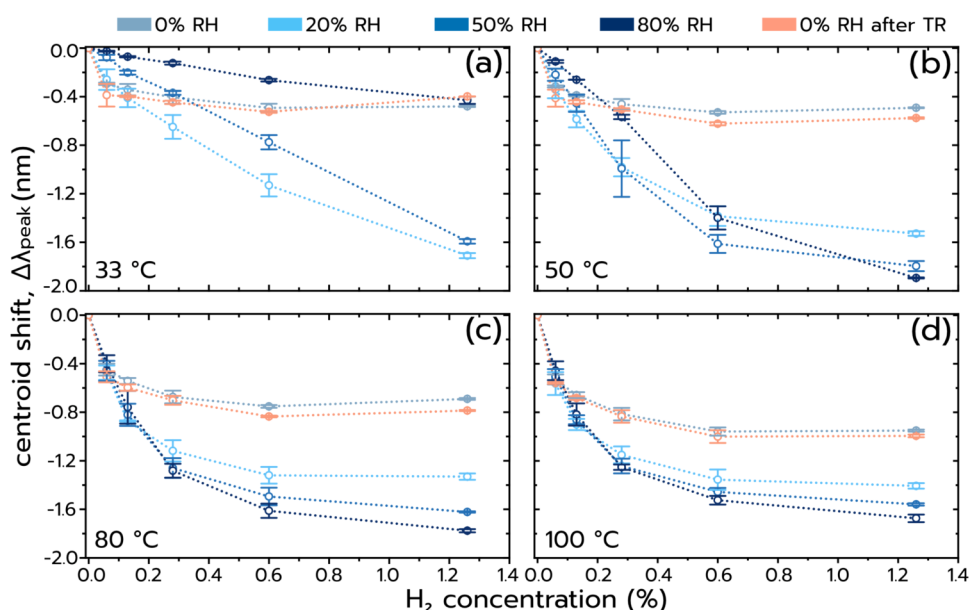 0% RH 20% RH 50% RH 80% RH 0% RH after TR
centroid shift, Δλpeak (nm)
0.0
-0.4
-0.8
-1.2
-1.6
-2.0
(a)
33 °C
(b)
50 °C
0.0
-0.4
-0.8
-1.2
-1.6
-2.0
(c)
80 °C
(d)
100 °C
0.0 0.2 0.4 0.6 0.8 1.0 1.2 1.4
0.0 0.2 0.4 0.6 0.8 1.0 1.2 1.4
H₂ concentration (%)